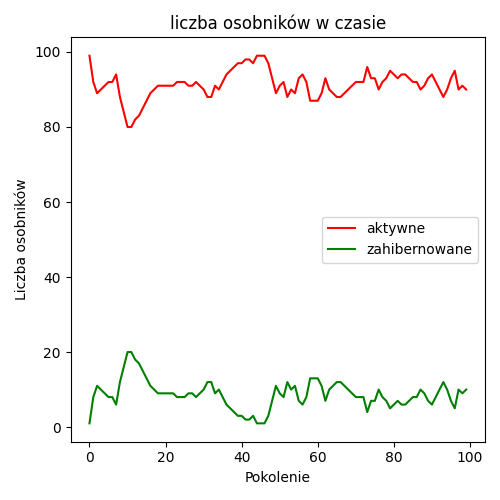 liczba osobników w czasie
Liczba osobników
100
80
60
40
20
0
aktywne
zahibernowane
0 20 40 60 80 100
Pokolenie